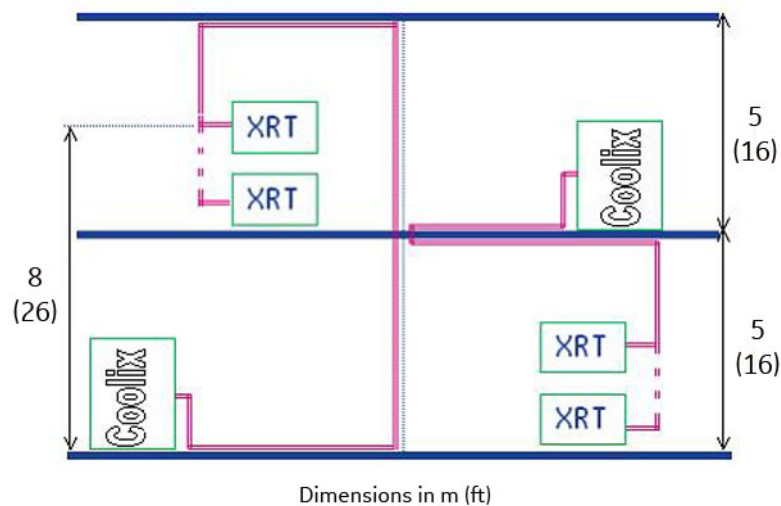 XRT
XRT
Coolix
5
(16)
8
(26)
Coolix
XRT
XRT
5
(16)
Dimensions in m (ft)